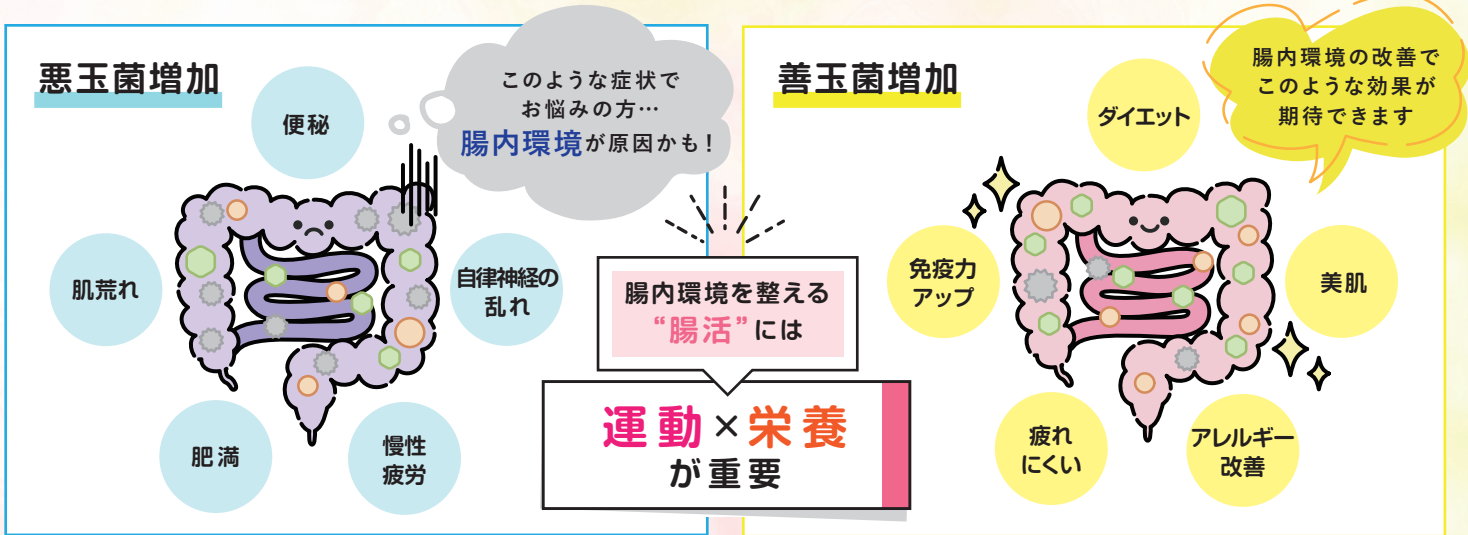 悪玉菌増加
このような症状で
お悩みの方…
腸内環境が原因かも！
便秘
肌荒れ
自律神経の
乱れ
肥満
慢性
疲労
腸内環境を整える
“腸活”には
運動×栄養
が重要
善玉菌増加
腸内環境の改善で
このような効果が
期待できます
ダイエット
免疫力
アップ
美肌
疲れ
にくい
アレルギー
改善